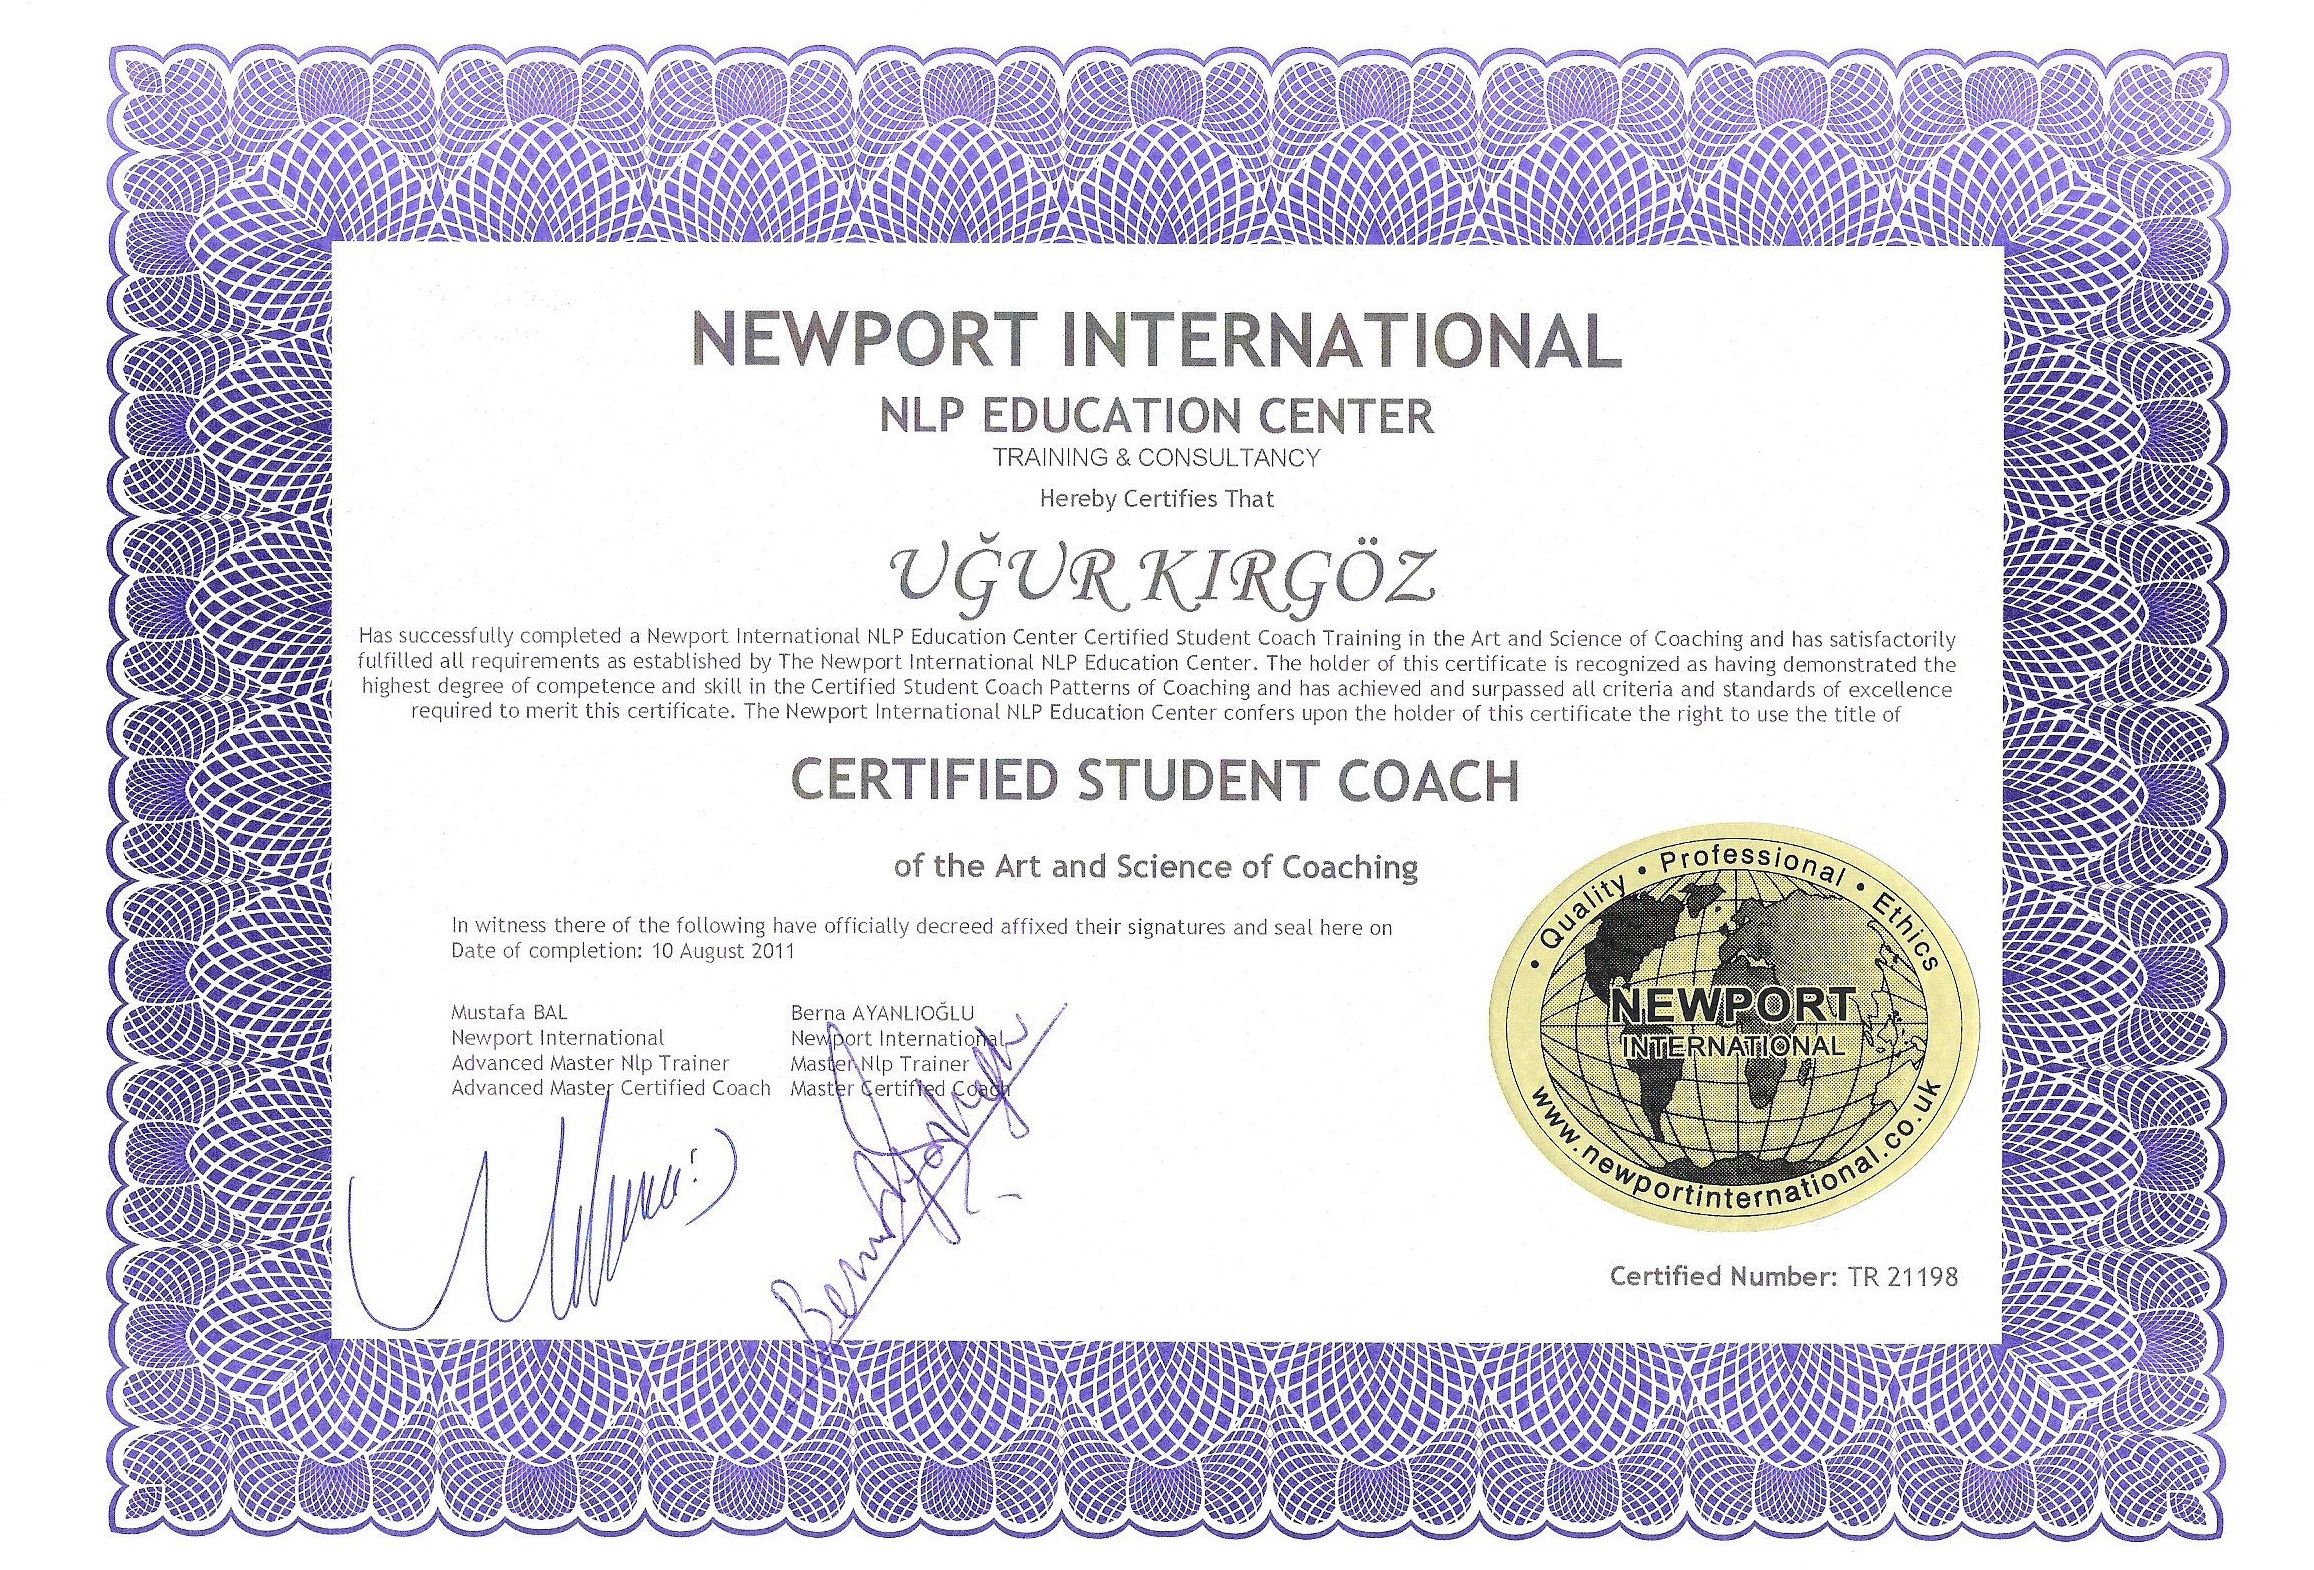 NEWPORT INTERNATIONAL
NLP EDUCATION CENTER
TRAINING & CONSULTANCY
Hereby Certifies That
UĞUR KIRGÖZ
Has successfully completed a Newport International NLP Education Center Certified Student Coach Training in the Art and Science of Coaching and has satisfactorily
fulfilled all requirements as established by The Newport International NLP Education Center. The holder of this certificate is recognized as having demonstrated the
highest degree of competence and skill in the Certified Student Coach Patterns of Coaching and has achieved and surpassed all criteria and standards of excellence
required to merit this certificate. The Newport International NLP Education Center confers upon the holder of this certificate the right to use the title of
CERTIFIED STUDENT COACH
of the Art and Science of Coaching
In witness there of the following have officially decreed affixed their signatures and seal here on
Date of completion: 10 August 2011
Mustafa BAL
Newport International
Advanced Master Nlp Trainer
Advanced Master Certified Coach
Berna AYANLIOĞLU
Newport International
Master Nlp Trainer
Master Certified Coach
• Quality • Professional • Ethics
NEWPORT
INTERNATIONAL
www.newportinternational.co.uk
Certified Number: TR 21198